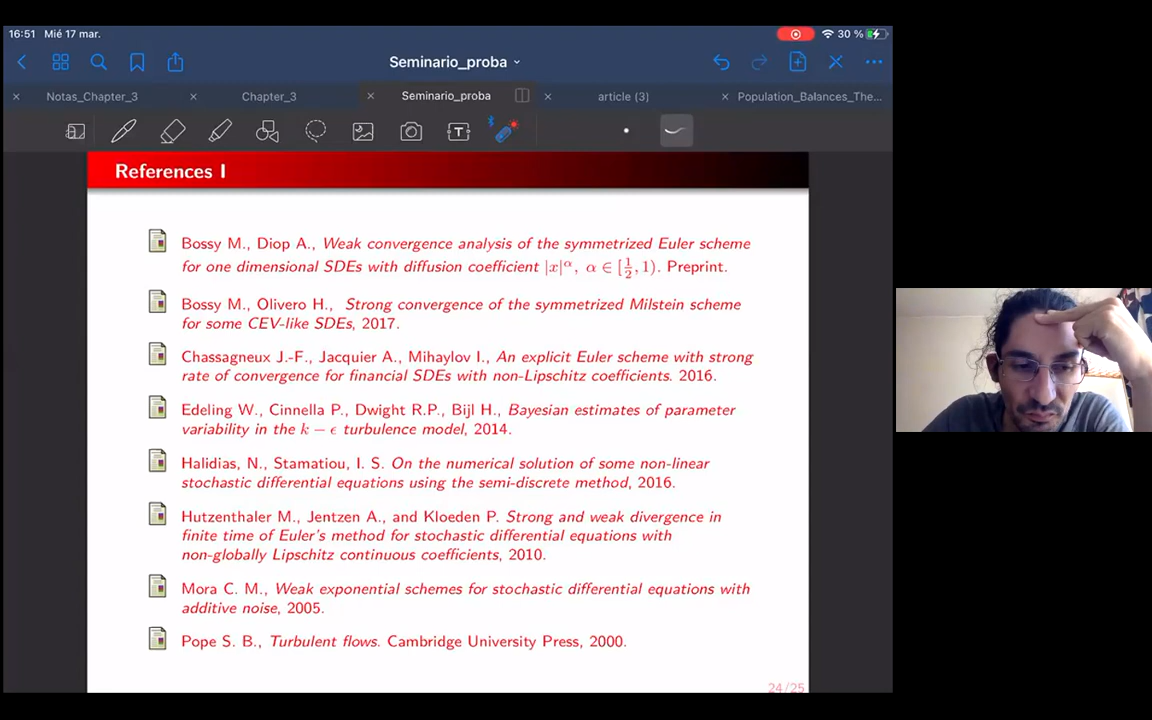 16:51 Mié 17 mar.
30 %
Seminario_proba
Notas_Chapter_3
Chapter_3
Seminario_proba
article (3)
Population_Balances_The...
T
References I
Bossy M., Diop A., Weak convergence analysis of the symmetrized Euler scheme
for one dimensional SDEs with diffusion coefficient |x|^α, α ∈ [1/2, 1). Preprint.
Bossy M., Olivero H., Strong convergence of the symmetrized Milstein scheme
for some CEV-like SDEs, 2017.
Chassagneux J.-F., Jacquier A., Mihaylov I., An explicit Euler scheme with strong
rate of convergence for financial SDEs with non-Lipschitz coefficients. 2016.
Edeling W., Cinnella P., Dwight R.P., Bijl H., Bayesian estimates of parameter
variability in the k − ϵ turbulence model, 2014.
Halidias, N., Stamatiou, I. S. On the numerical solution of some non-linear
stochastic differential equations using the semi-discrete method, 2016.
Hutzenthaler M., Jentzen A., and Kloeden P. Strong and weak divergence in
finite time of Euler's method for stochastic differential equations with
non-globally Lipschitz continuous coefficients, 2010.
Mora C. M., Weak exponential schemes for stochastic differential equations with
additive noise, 2005.
Pope S. B., Turbulent flows. Cambridge University Press, 2000.
24/25